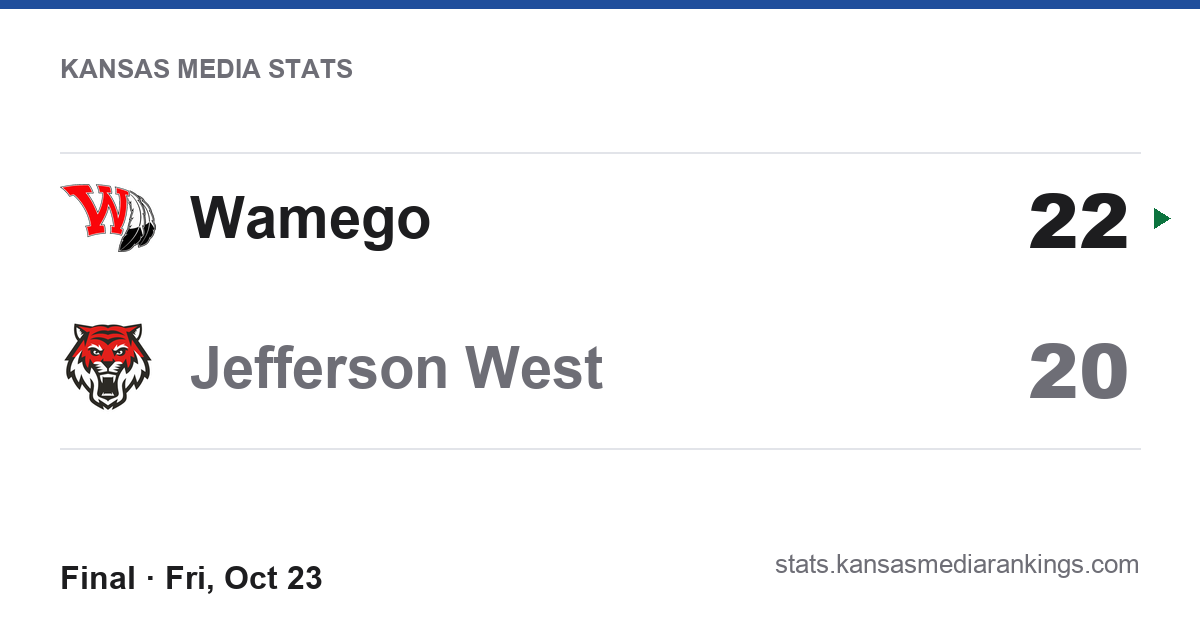 KANSAS MEDIA STATS
W
Wamego 22
Jefferson West 20
Final · Fri, Oct 23
stats.kansasmediarankings.com